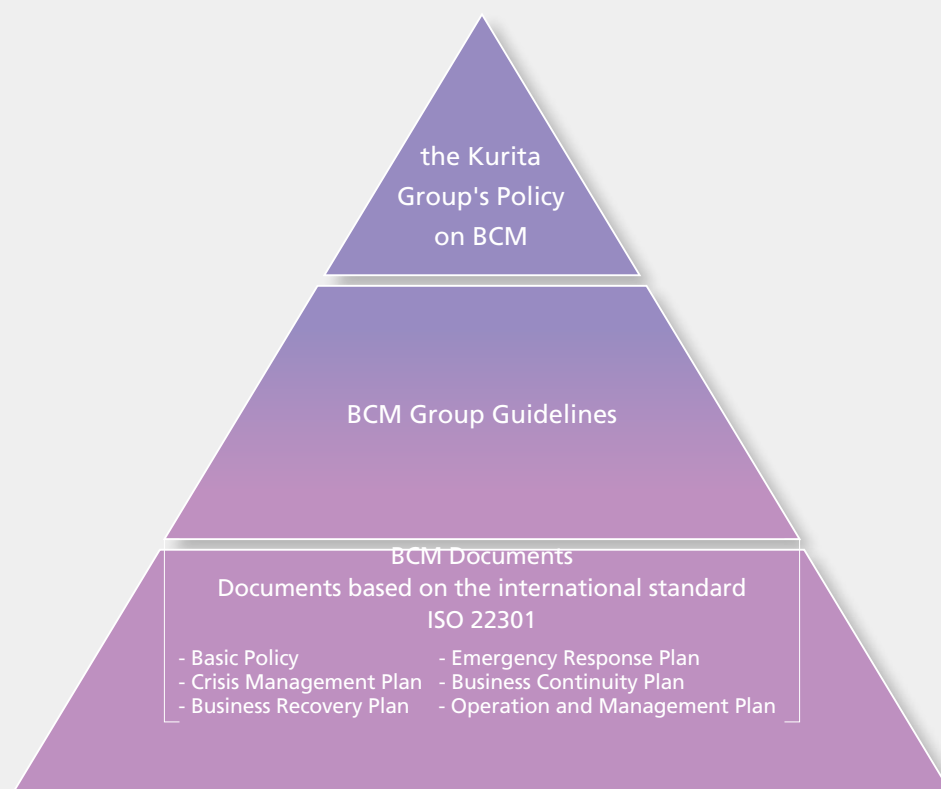 the Kurita
Group's Policy
on BCM
BCM Group Guidelines
BCM Documents
Documents based on the international standard
ISO 22301
- Basic Policy
- Crisis Management Plan
- Business Recovery Plan
- Emergency Response Plan
- Business Continuity Plan
- Operation and Management Plan